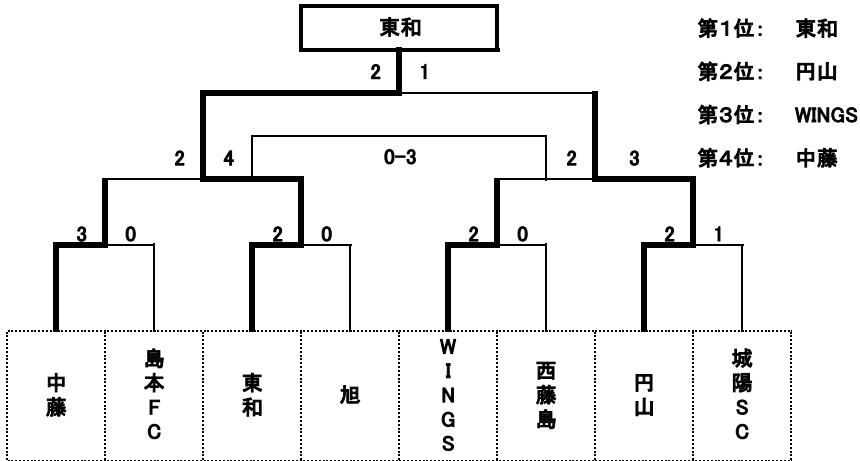 東和
第１位： 東和
第２位： 円山
第３位： WINGS
第４位： 中藤
2 1
2 4 0-3 2 3
3 0 2 0 2 0 2 1
中藤
島本FC
東和
旭
WINGS
西藤島
円山
城陽SC